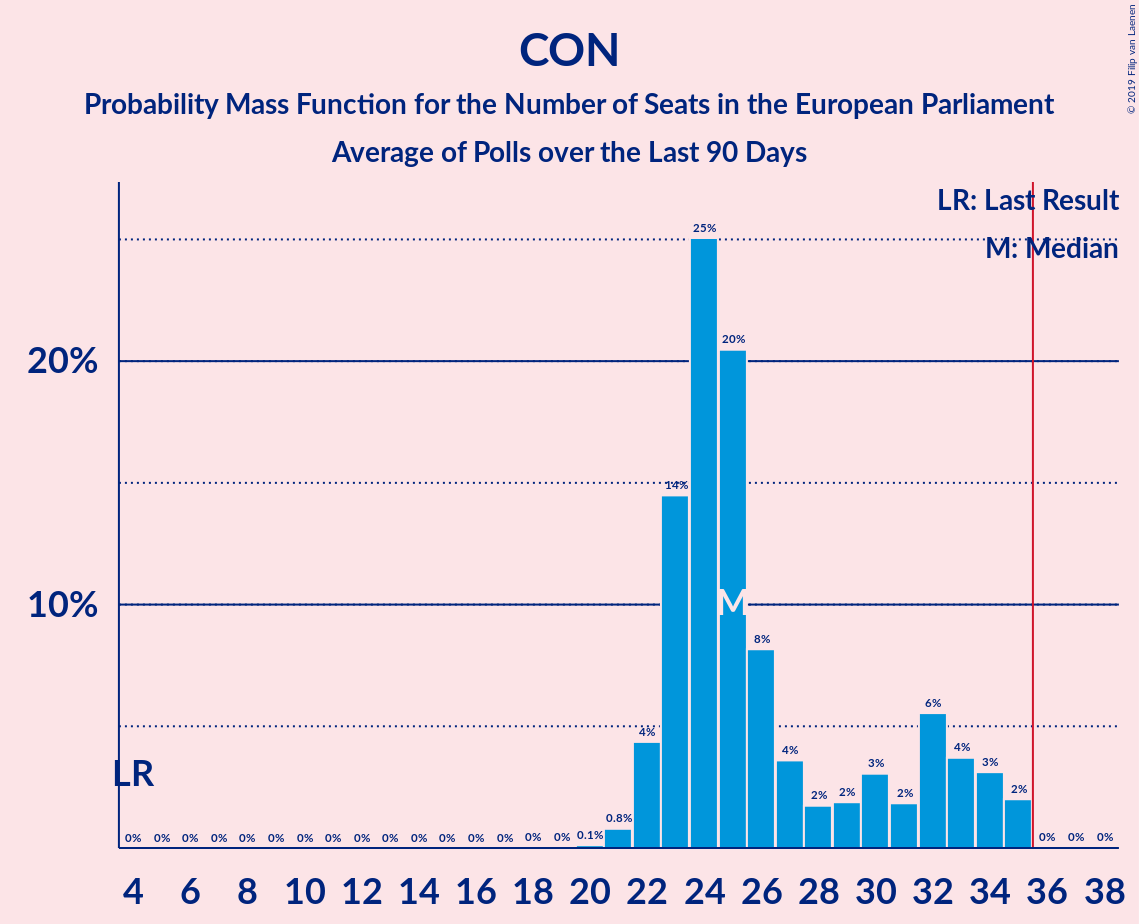 CON
Probability Mass Function for the Number of Seats in the European Parliament
Average of Polls over the Last 90 Days
© 2019 Filip van Laenen
LR: Last Result
M: Median
20%
10%
LR
M
0% 0% 0% 0% 0% 0% 0% 0% 0% 0% 0% 0% 0% 0% 0% 0% 0.1% 0.8% 4% 14% 25% 20% 8% 4% 2% 2% 3% 2% 6% 4% 3% 2% 0% 0% 0%
4 6 8 10 12 14 16 18 20 22 24 26 28 30 32 34 36 38